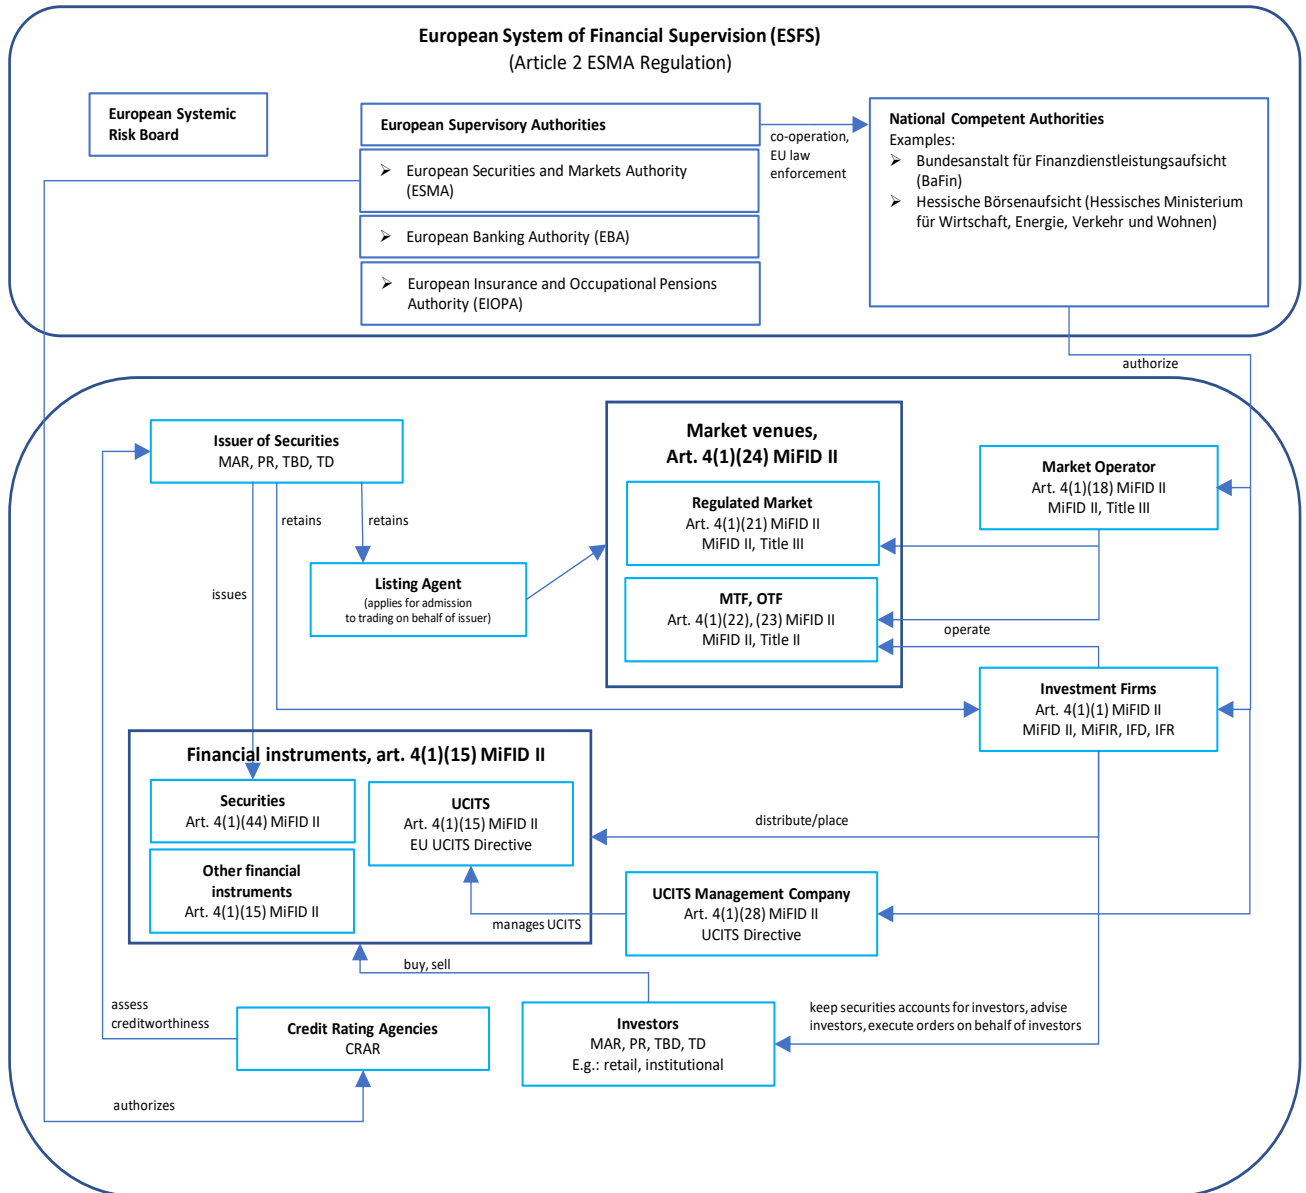 European System of Financial Supervision (ESFS)
(Article 2 ESMA Regulation)
European Systemic
Risk Board
European Supervisory Authorities
➢ European Securities and Markets Authority
(ESMA)
➢ European Banking Authority (EBA)
➢ European Insurance and Occupational Pensions
Authority (EIOPA)
co-operation,
EU law
enforcement
National Competent Authorities
Examples:
➢ Bundesanstalt für Finanzdienstleistungsaufsicht
(BaFin)
➢ Hessische Börsenaufsicht (Hessisches Ministerium
für Wirtschaft, Energie, Verkehr und Wohnen)
authorize
Issuer of Securities
MAR, PR, TBD, TD
retains
retains
issues
Listing Agent
(applies for admission
to trading on behalf of issuer)
Market venues,
Art. 4(1)(24) MiFID II
Regulated Market
Art. 4(1)(21) MiFID II
MiFID II, Title III
MTF, OTF
Art. 4(1)(22), (23) MiFID II
MiFID II, Title II
Market Operator
Art. 4(1)(18) MiFID II
MiFID II, Title III
operate
Investment Firms
Art. 4(1)(1) MiFID II
MiFID II, MiFIR, IFD, IFR
Financial instruments, art. 4(1)(15) MiFID II
Securities
Art. 4(1)(44) MiFID II
Other financial
instruments
Art. 4(1)(15) MiFID II
UCITS
Art. 4(1)(15) MiFID II
EU UCITS Directive
distribute/place
UCITS Management Company
Art. 4(1)(28) MiFID II
UCITS Directive
manages UCITS
buy, sell
assess
creditworthiness
Credit Rating Agencies
CRAR
Investors
MAR, PR, TBD, TD
E.g.: retail, institutional
keep securities accounts for investors, advise
investors, execute orders on behalf of investors
authorizes